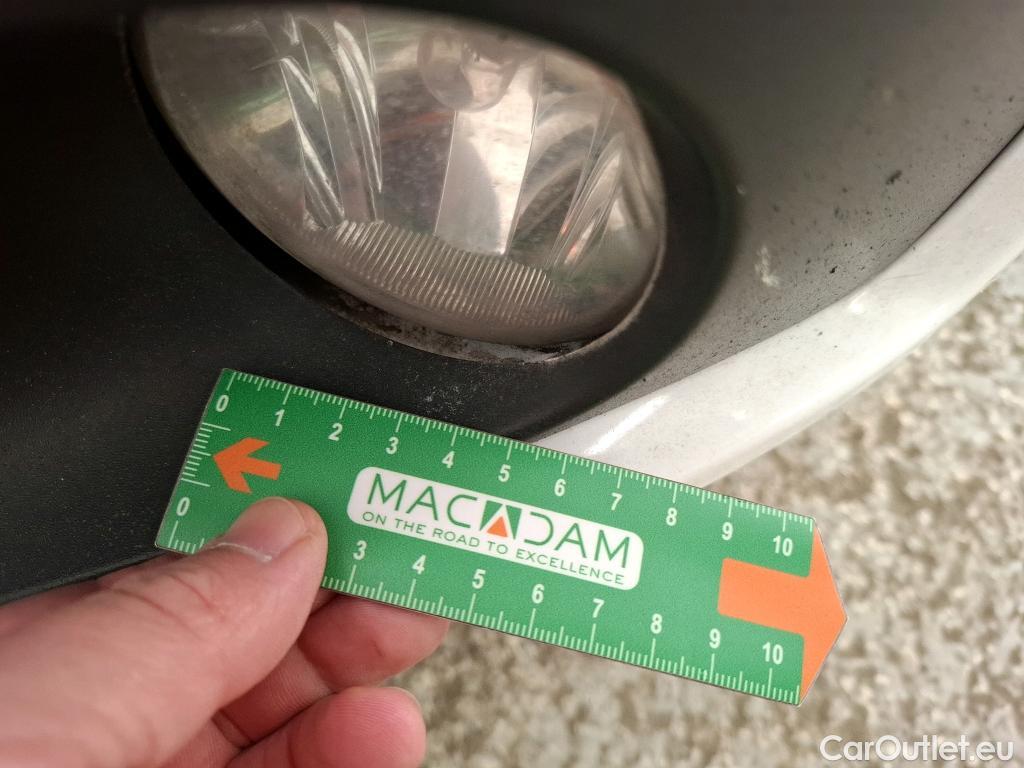 0 1 2 3 4 5 6 7 8 9 10
MACADAM
ON THE ROAD TO EXCELLENCE
0 3 4 5 6 7 8 9 10
CarOutlet.eu